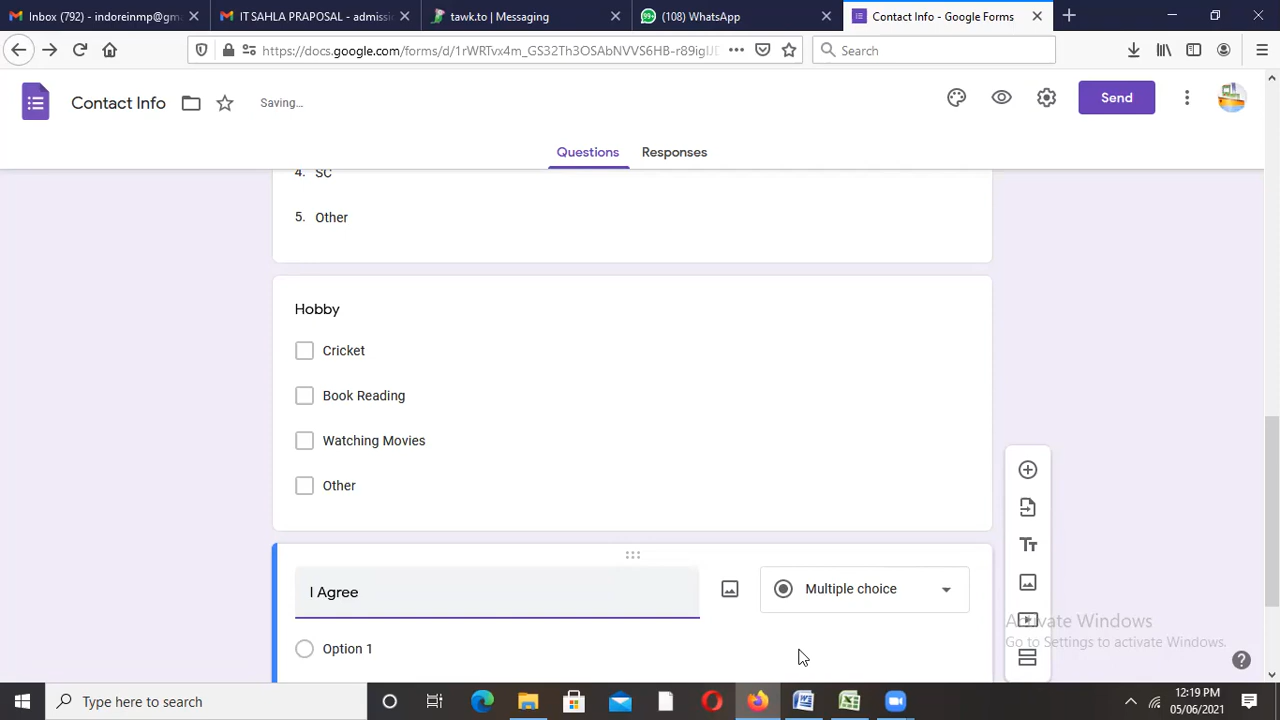 Inbox (792) - indoreinmp@gma
IT SAHLA PRAPOSAL - admissi
tawk.to | Messaging
(108) WhatsApp
Contact Info - Google Forms
https://docs.google.com/forms/d/1rWRTvx4m_GS32Th3OSAbNVVS6HB-r89igIJD
Search
Contact Info
Saving...
Send
Questions
Responses
4. SC
5. Other
Hobby
Cricket
Book Reading
Watching Movies
Other
I Agree
Multiple choice
Option 1
Activate Windows
Go to Settings to activate Windows.
Type here to search
12:19 PM
05/06/2021